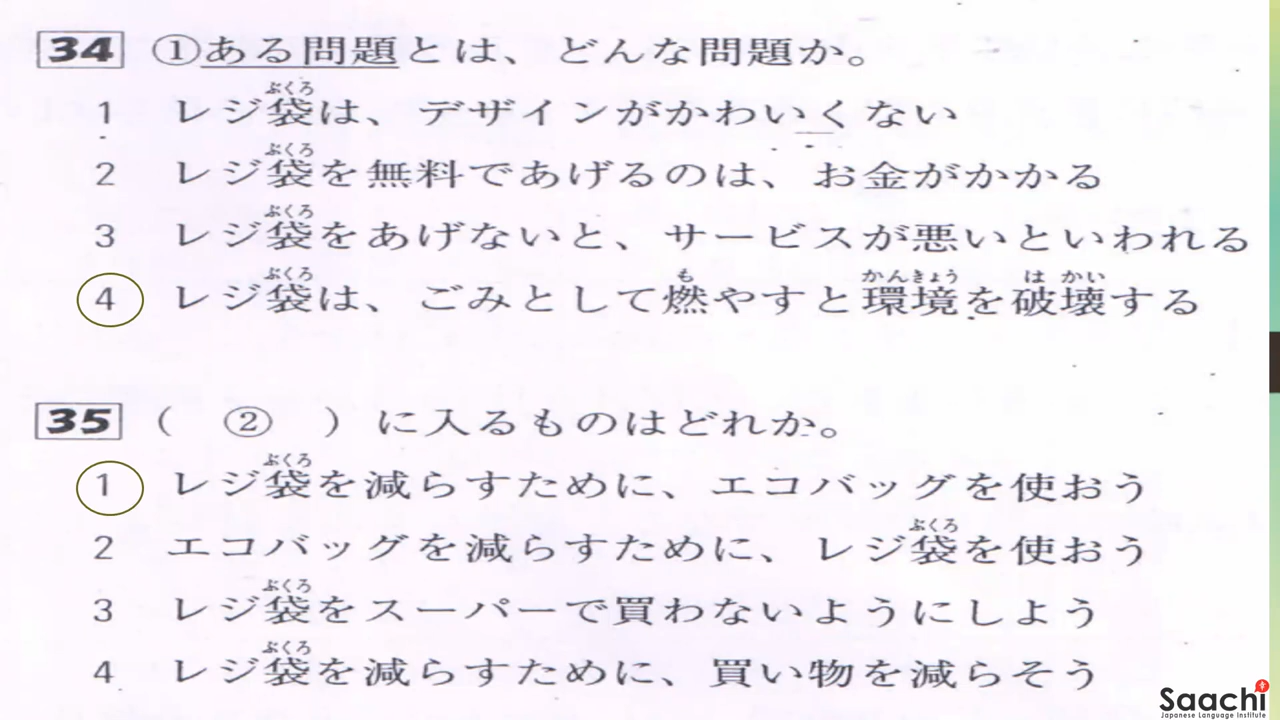 34 ①ある問題とは、どんな問題か。
1 レジ袋は、デザインがかわいくない
2 レジ袋を無料であげるのは、お金がかかる
3 レジ袋をあげないと、サービスが悪いといわれる
4 レジ袋は、ごみとして燃やすと環境を破壊する
35 ( ② )に入るものはどれか。
1 レジ袋を減らすために、エコバッグを使おう
2 エコバッグを減らすために、レジ袋を使おう
3 レジ袋をスーパーで買わないようにしよう
4 レジ袋を減らすために、買い物を減らそう
Saachi
Japanese Language Institute